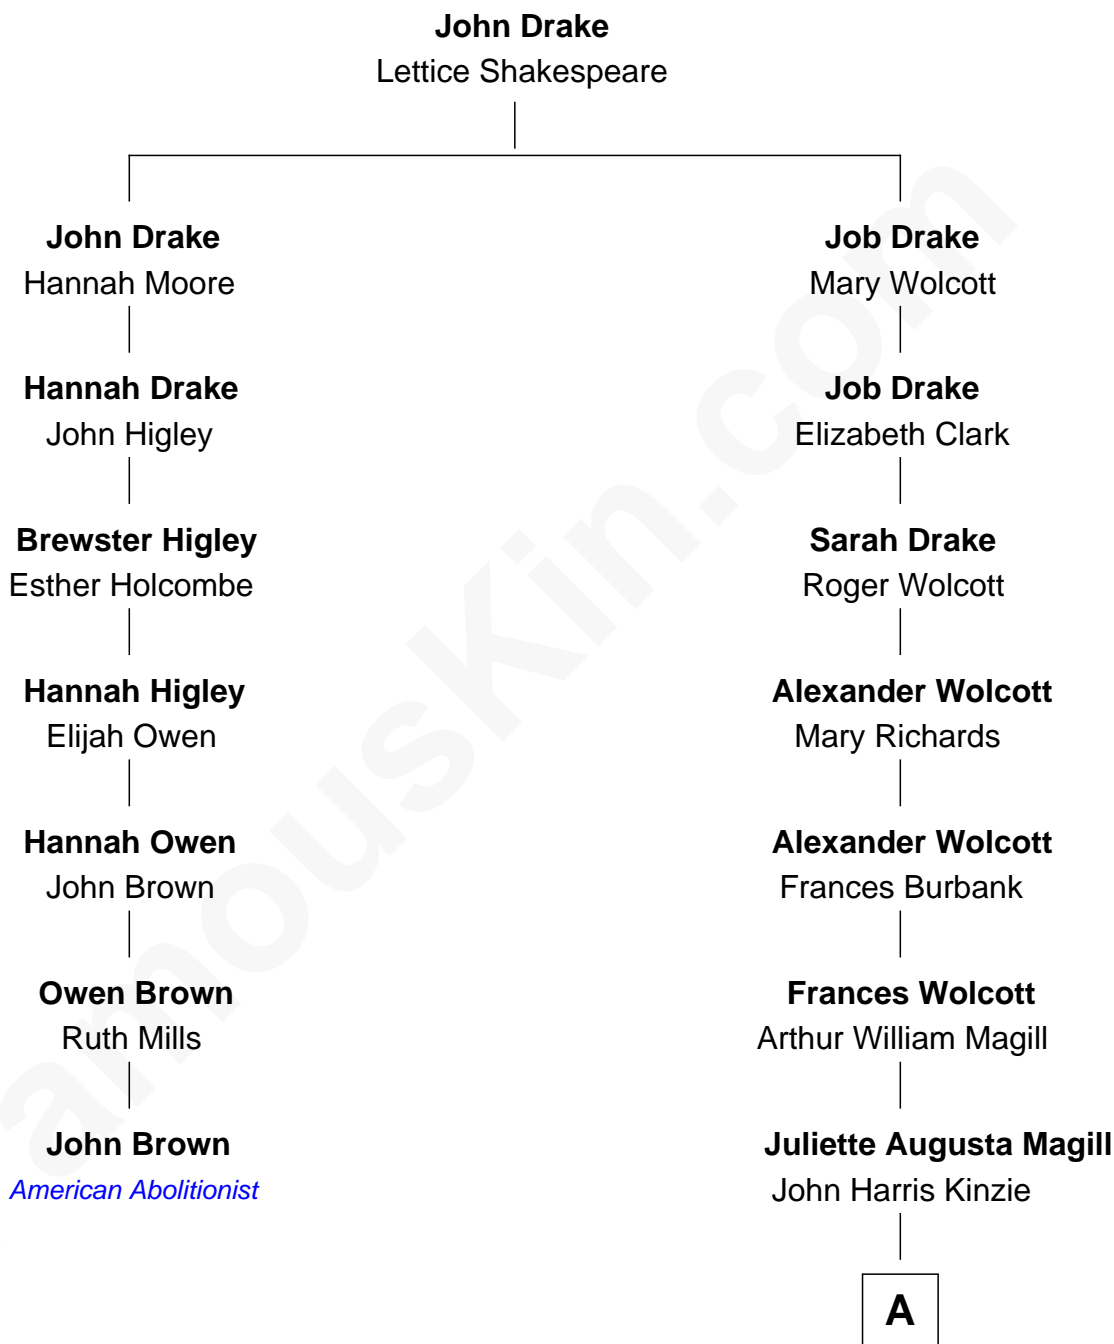 John Drake
Lettice Shakespeare
John Drake
Hannah Moore
Hannah Drake
John Higley
Brewster Higley
Esther Holcombe
Hannah Higley
Elijah Owen
Hannah Owen
John Brown
Owen Brown
Ruth Mills
John Brown
American Abolitionist
Job Drake
Mary Wolcott
Job Drake
Elizabeth Clark
Sarah Drake
Roger Wolcott
Alexander Wolcott
Mary Richards
Alexander Wolcott
Frances Burbank
Frances Wolcott
Arthur William Magill
Juliette Augusta Magill
John Harris Kinzie
A
amousKin.com